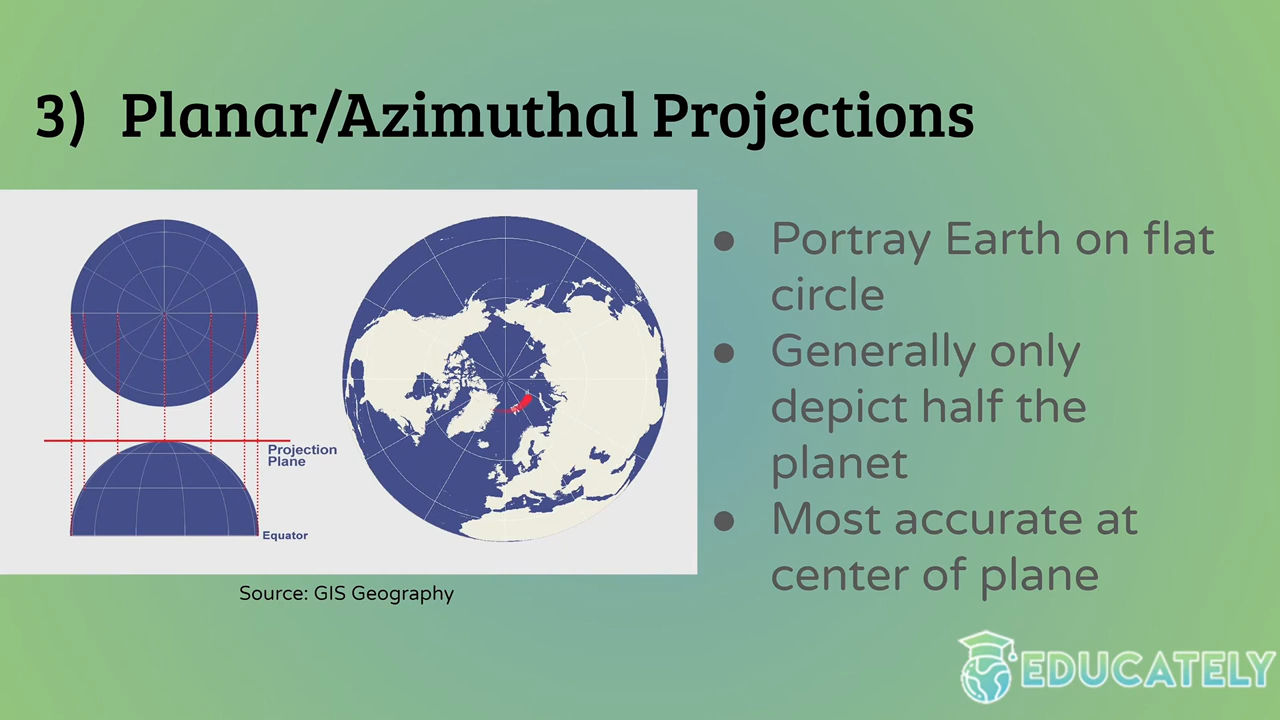 3) Planar/Azimuthal Projections
Projection
Plane
Equator
Source: GIS Geography
● Portray Earth on flat
circle
● Generally only
depict half the
planet
● Most accurate at
center of plane
EDUCATELY